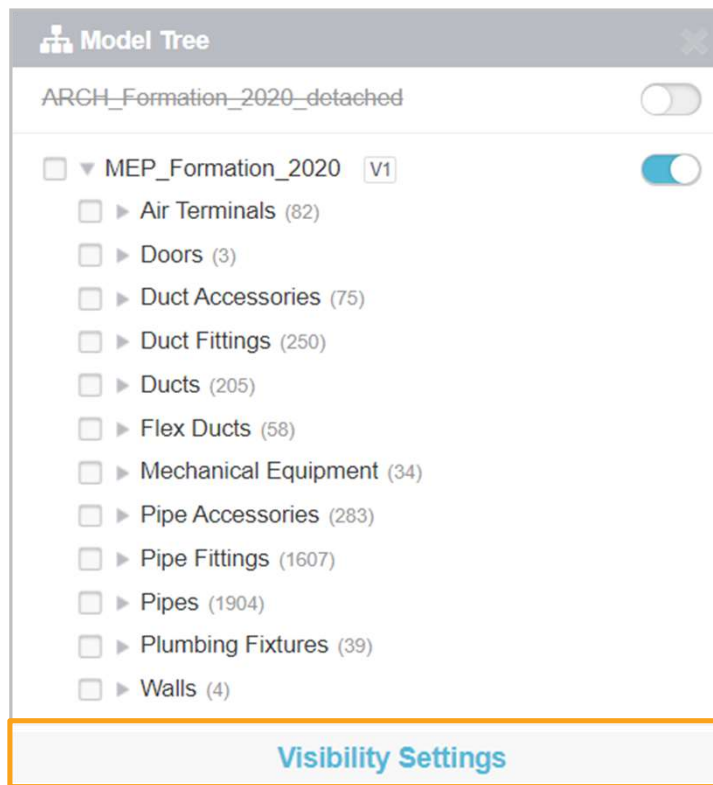 Model Tree
ARCH_Formation_2020_detached
MEP_Formation_2020 V1
Air Terminals (82)
Doors (3)
Duct Accessories (75)
Duct Fittings (250)
Ducts (205)
Flex Ducts (58)
Mechanical Equipment (34)
Pipe Accessories (283)
Pipe Fittings (1607)
Pipes (1904)
Plumbing Fixtures (39)
Walls (4)
Visibility Settings